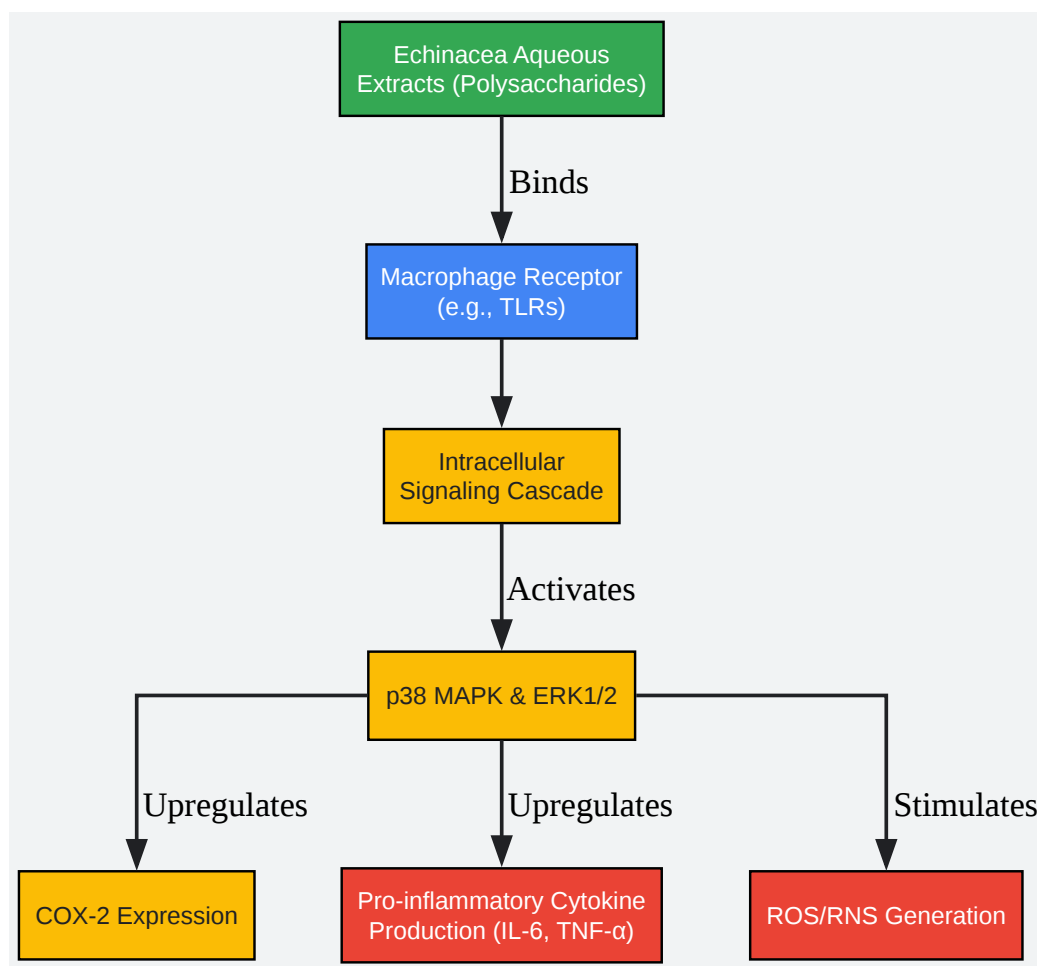 Echinacea Aqueous
Extracts (Polysaccharides)
Binds
Macrophage Receptor
(e.g., TLRs)
Intracellular
Signaling Cascade
Activates
p38 MAPK & ERK1/2
Upregulates
Upregulates
Stimulates
COX-2 Expression
Pro-inflammatory Cytokine
Production (IL-6, TNF-α)
ROS/RNS Generation